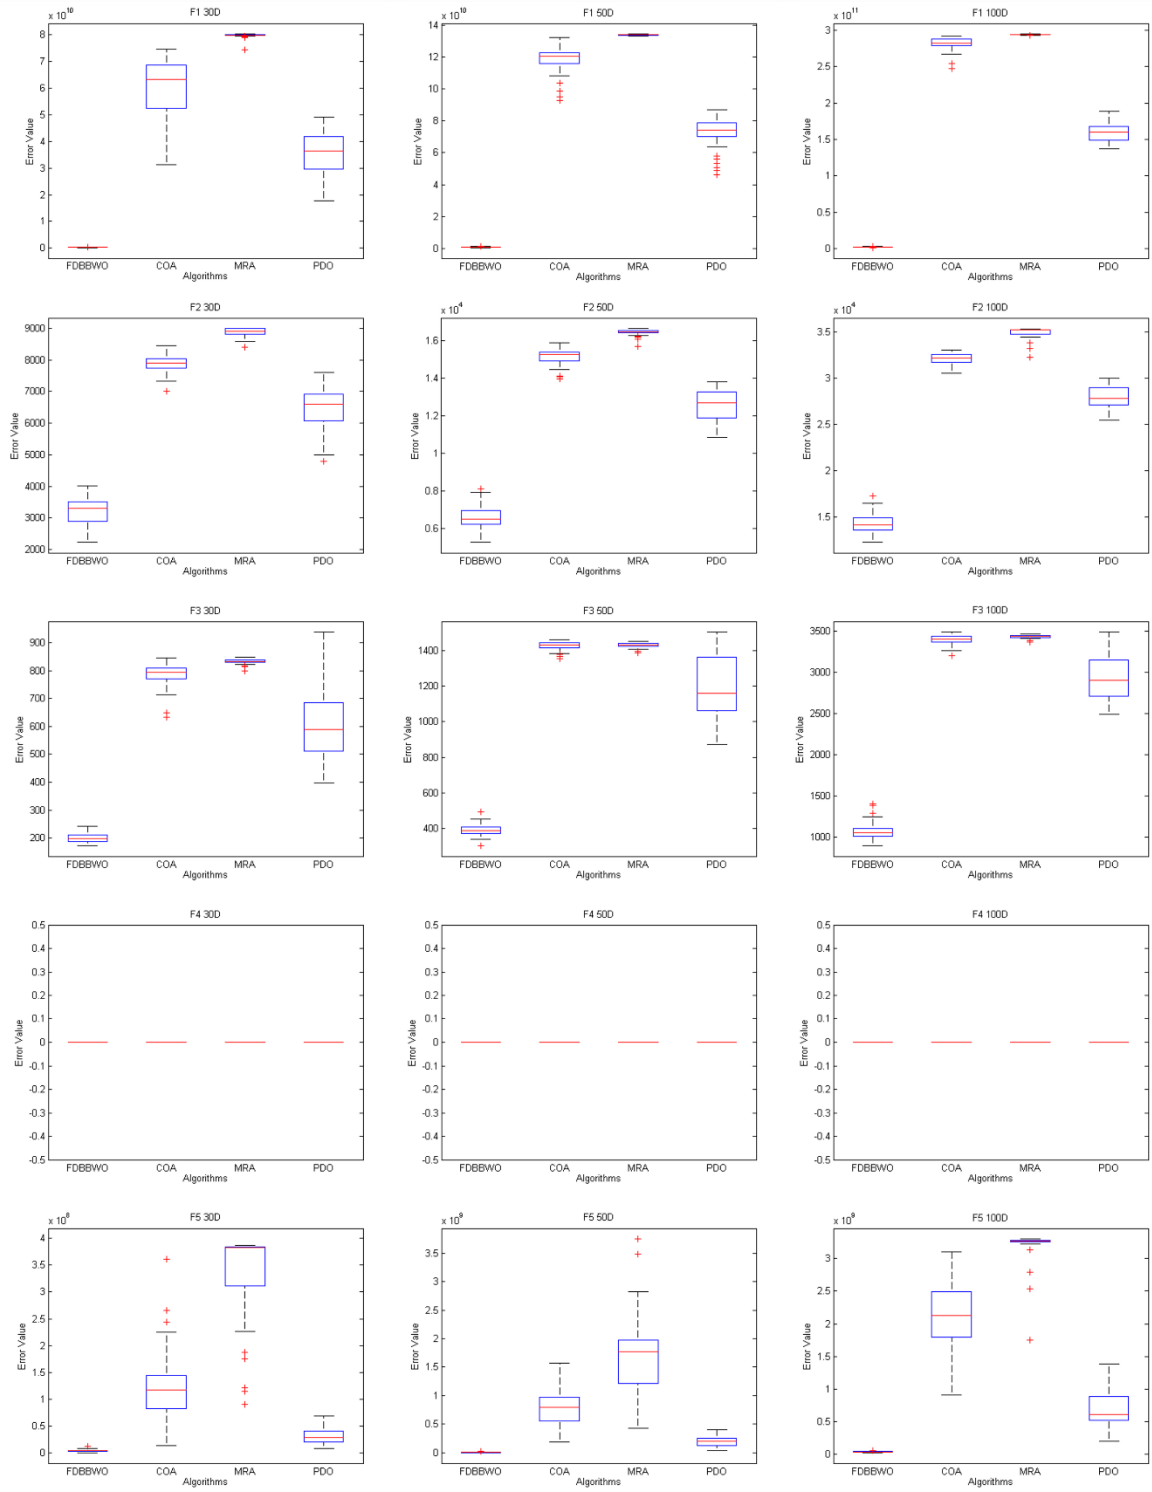 x 10^10
F1 30D
8
7
6
5
4
3
2
1
0
Error Value
FDBBWO COA MRA PDO
Algorithms
x 10^10
F1 50D
14
12
10
8
6
4
2
0
Error Value
FDBBWO COA MRA PDO
Algorithms
x 10^11
F1 100D
3
2.5
2
1.5
1
0.5
0
Error Value
FDBBWO COA MRA PDO
Algorithms
F2 30D
9000
8000
7000
6000
5000
4000
3000
2000
Error Value
FDBBWO COA MRA PDO
Algorithms
x 10^4
F2 50D
1.6
1.4
1.2
1
0.8
0.6
Error Value
FDBBWO COA MRA PDO
Algorithms
x 10^4
F2 100D
3.5
3
2.5
2
1.5
Error Value
FDBBWO COA MRA PDO
Algorithms
F3 30D
900
800
700
600
500
400
300
200
Error Value
FDBBWO COA MRA PDO
Algorithms
F3 50D
1400
1200
1000
800
600
400
Error Value
FDBBWO COA MRA PDO
Algorithms
F3 100D
3500
3000
2500
2000
1500
1000
Error Value
FDBBWO COA MRA PDO
Algorithms
F4 30D
0.5
0.4
0.3
0.2
0.1
0
-0.1
-0.2
-0.3
-0.4
-0.5
Error Value
FDBBWO COA MRA PDO
Algorithms
F4 50D
0.5
0.4
0.3
0.2
0.1
0
-0.1
-0.2
-0.3
-0.4
-0.5
Error Value
FDBBWO COA MRA PDO
Algorithms
F4 100D
0.5
0.4
0.3
0.2
0.1
0
-0.1
-0.2
-0.3
-0.4
-0.5
Error Value
FDBBWO COA MRA PDO
Algorithms
x 10^8
F5 30D
4
3.5
3
2.5
2
1.5
1
0.5
0
Error Value
FDBBWO COA MRA PDO
Algorithms
x 10^9
F5 50D
3.5
3
2.5
2
1.5
1
0.5
0
Error Value
FDBBWO COA MRA PDO
Algorithms
x 10^9
F5 100D
3
2.5
2
1.5
1
0.5
0
Error Value
FDBBWO COA MRA PDO
Algorithms